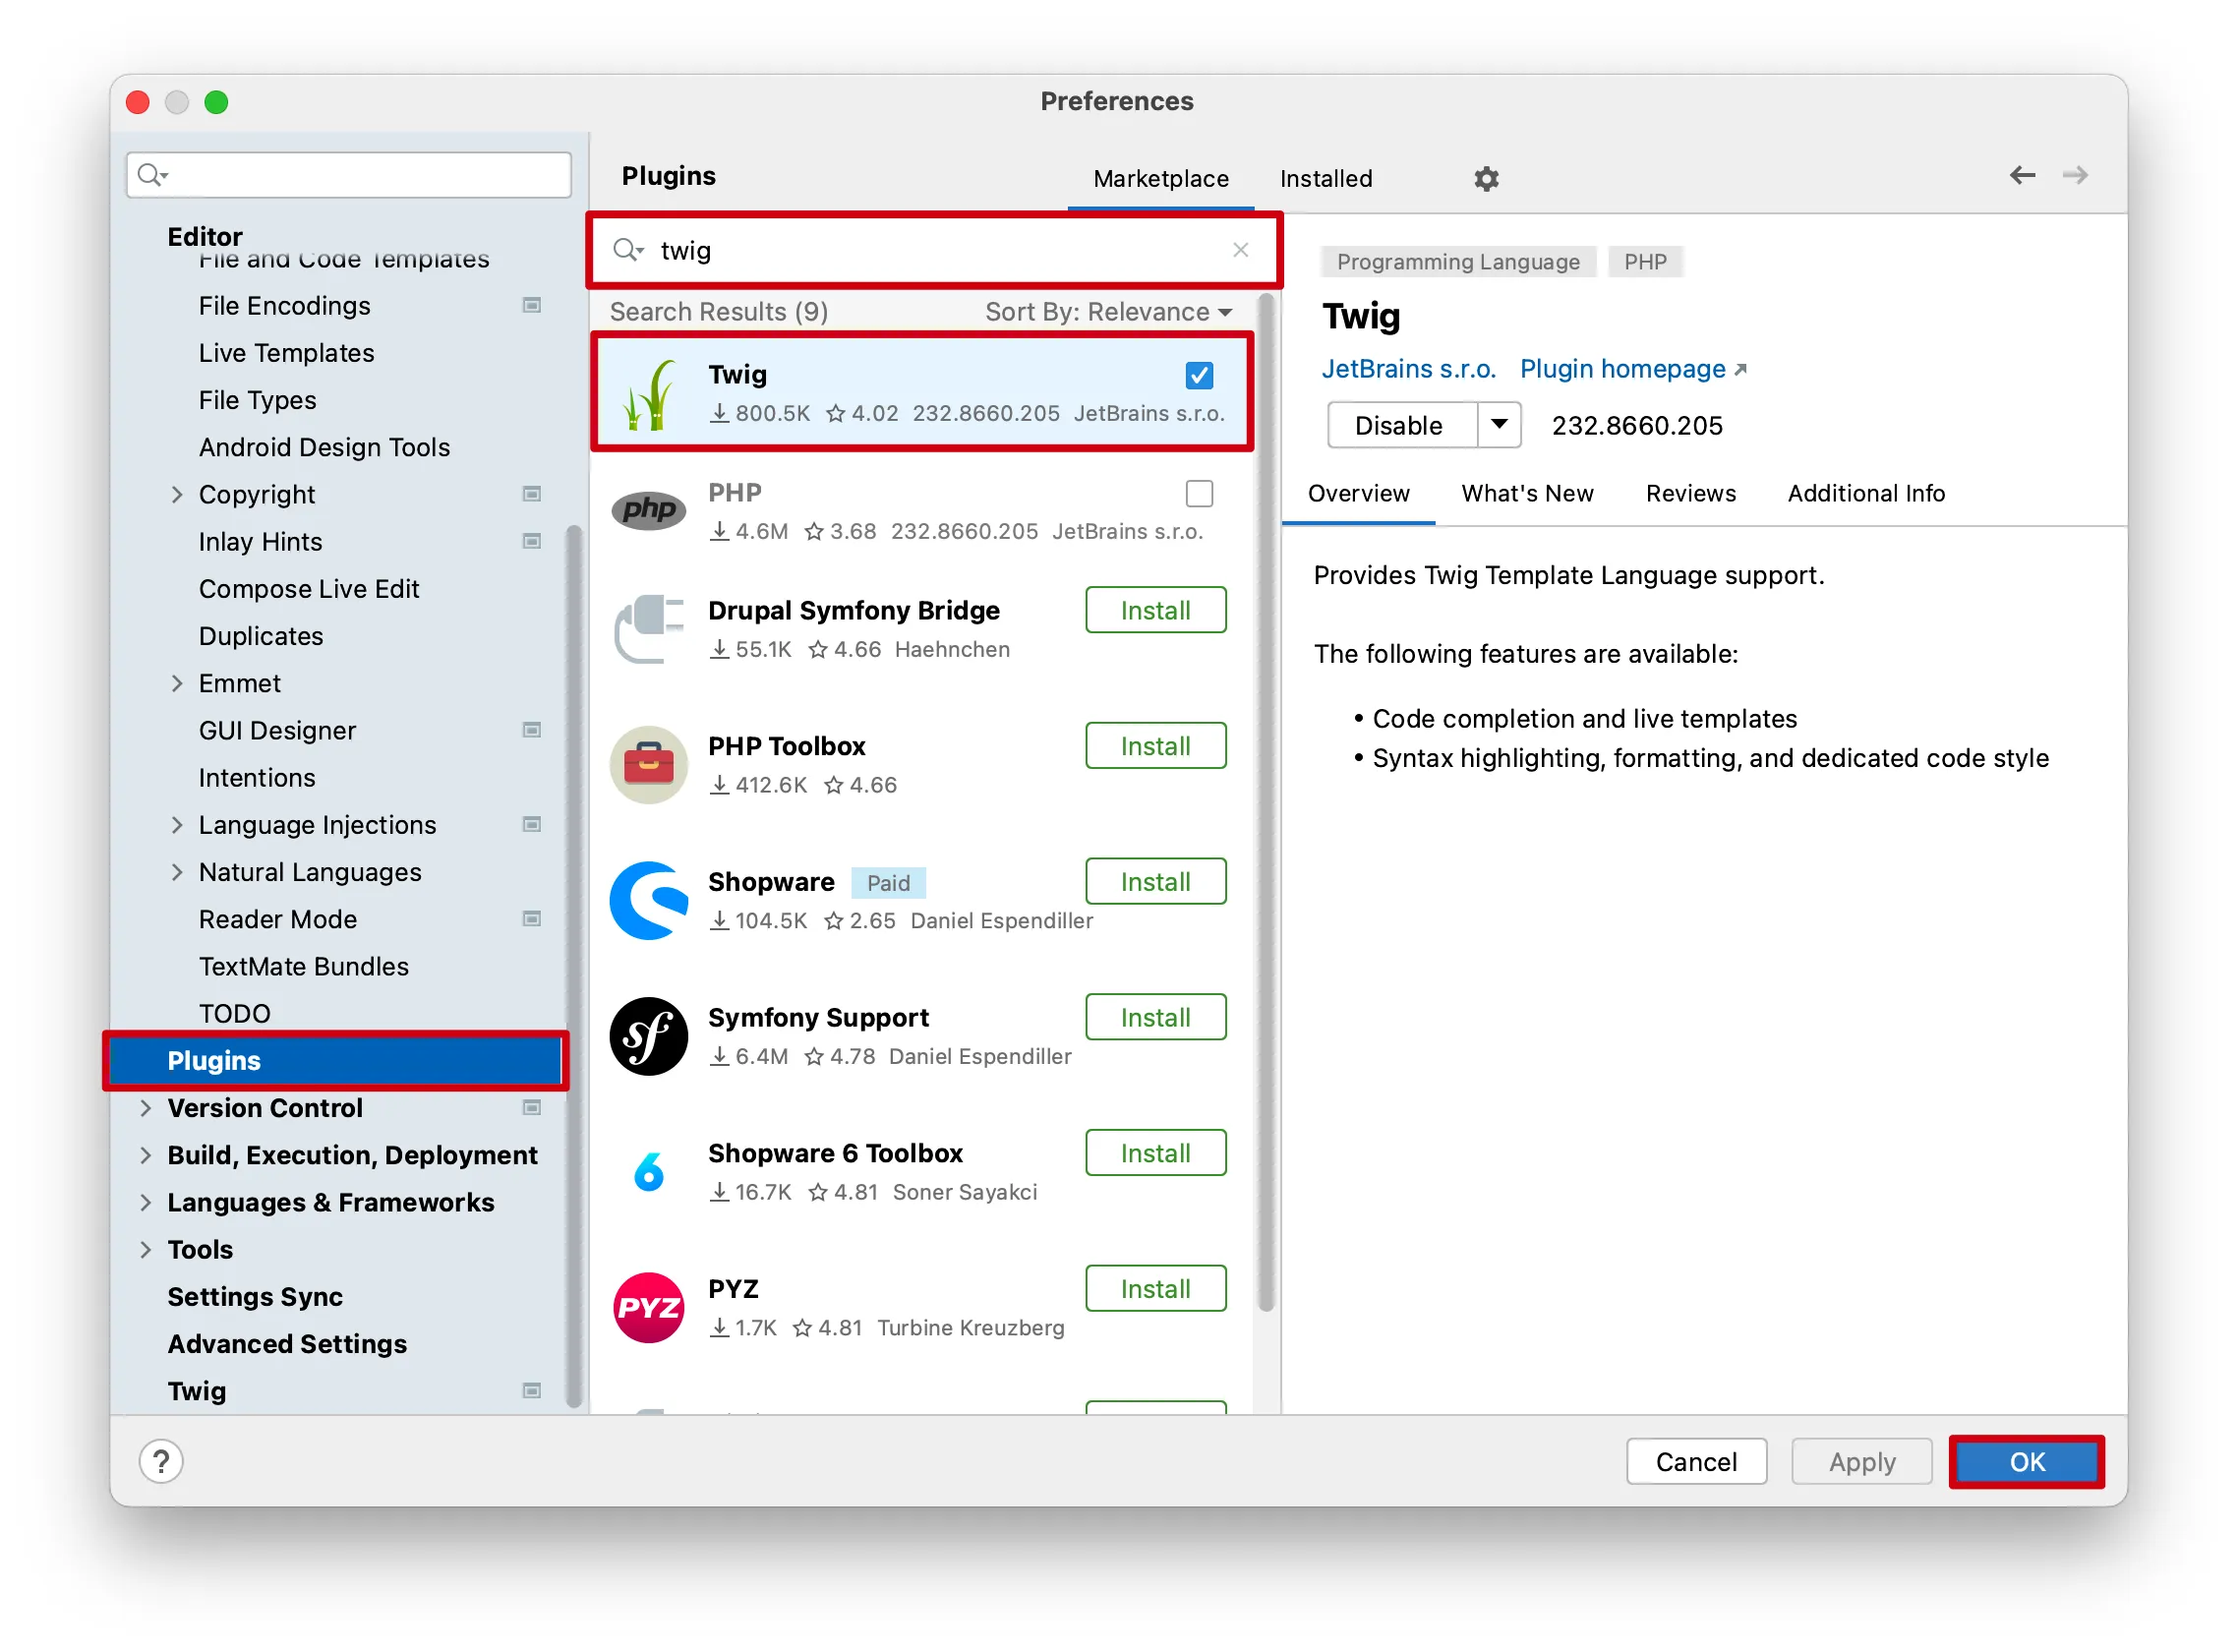 Preferences
Plugins
Marketplace
Installed
Editor
File and Code Templates
File Encodings
Live Templates
File Types
Android Design Tools
Copyright
Inlay Hints
Compose Live Edit
Duplicates
Emmet
GUI Designer
Intentions
Language Injections
Natural Languages
Reader Mode
TextMate Bundles
TODO
Plugins
Version Control
Build, Execution, Deployment
Languages & Frameworks
Tools
Settings Sync
Advanced Settings
Twig
twig
Search Results (9)
Sort By: Relevance
Twig
800.5K 4.02 232.8660.205 JetBrains s.r.o.
php
PHP
4.6M 3.68 232.8660.205 JetBrains s.r.o.
Drupal Symfony Bridge
Install
55.1K 4.66 Haehnchen
PHP Toolbox
Install
412.6K 4.66
Shopware Paid
Install
104.5K 2.65 Daniel Espendiller
sf
Symfony Support
Install
6.4M 4.78 Daniel Espendiller
6
Shopware 6 Toolbox
Install
16.7K 4.81 Soner Sayakci
PYZ
PYZ
Install
1.7K 4.81 Turbine Kreuzberg
Programming Language PHP
Twig
JetBrains s.r.o. Plugin homepage
Disable 232.8660.205
Overview What's New Reviews Additional Info
Provides Twig Template Language support.
The following features are available:
• Code completion and live templates
• Syntax highlighting, formatting, and dedicated code style
?
Cancel
Apply
OK